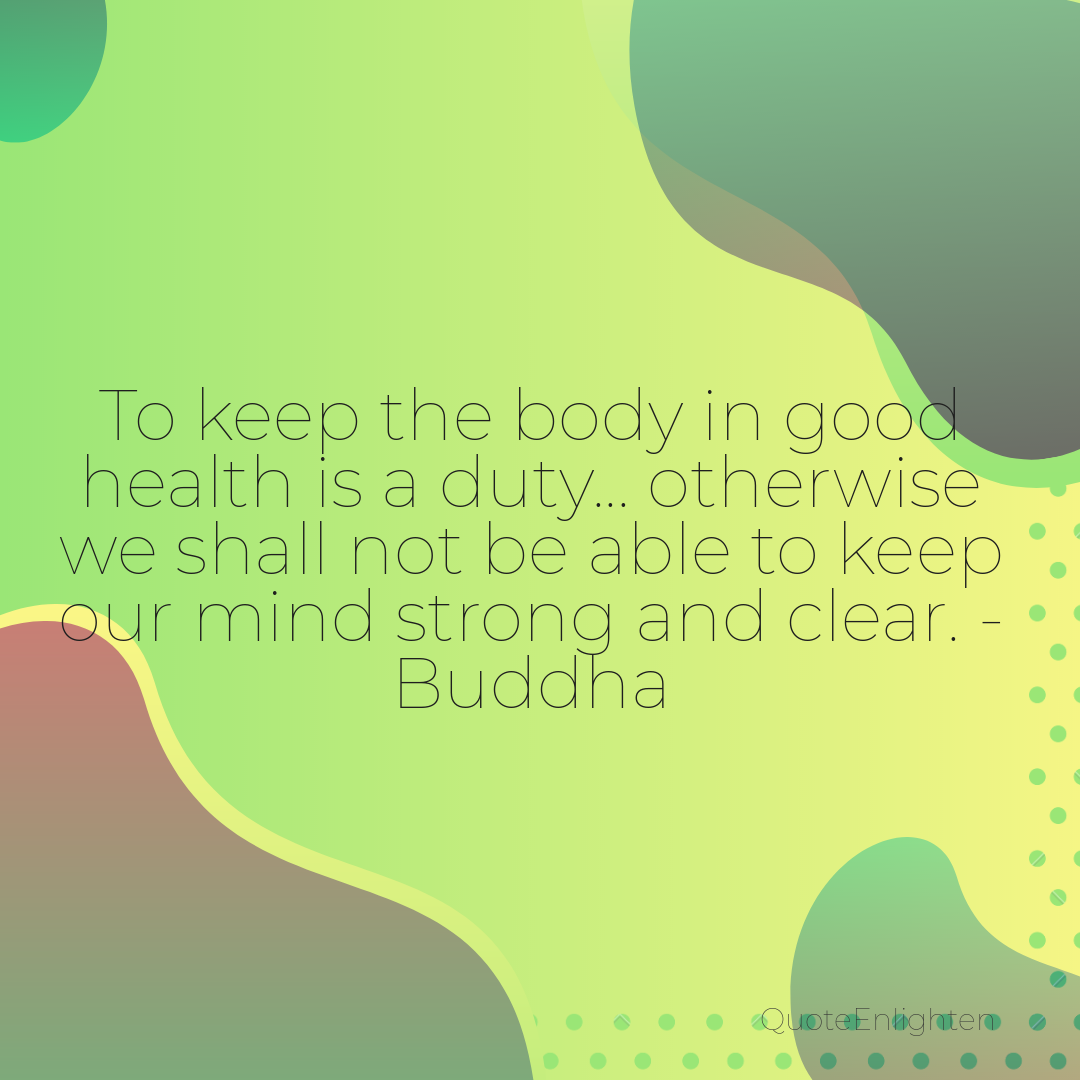 To keep the body in good
health is a duty... otherwise
we shall not be able to keep
our mind strong and clear. -
Buddha
QuoteEnlighten